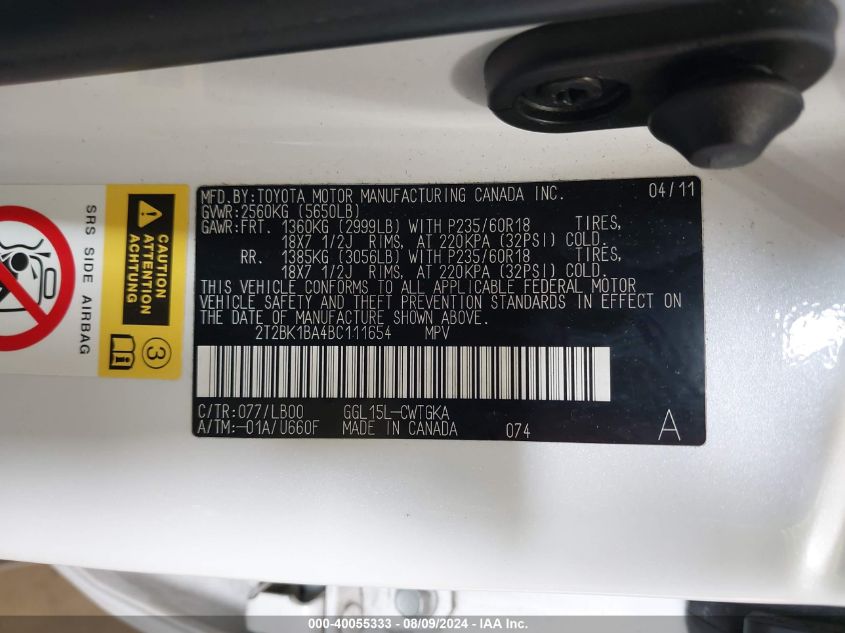 MFD.BY:TOYOTA MOTOR MANUFACTURING CANADA INC. 04/11
GVWR:2560KG (5650LB)
GAWR:FRT. 1360KG (2999LB) WITH P235/60R18 TIRES,
18X7 1/2J RIMS, AT 220KPA (32PSI) COLD.
RR. 1385KG (3056LB) WITH P235/60R18 TIRES,
18X7 1/2J RIMS, AT 220KPA (32PSI) COLD.
THIS VEHICLE CONFORMS TO ALL APPLICABLE FEDERAL MOTOR
VEHICLE SAFETY AND THEFT PREVENTION STANDARDS IN EFFECT ON
THE DATE OF MANUFACTURE SHOWN ABOVE.
2T2BK1BA4BC111654 MPV
C/TR:077/LB00 GGL15L-CWTGKA
A/TM:-01A/U660F MADE IN CANADA 074 A
SRS SIDE AIRBAG
CAUTION
ATTENTION
ACHTUNG
3
000-40055333 - 08/09/2024 - IAA Inc.